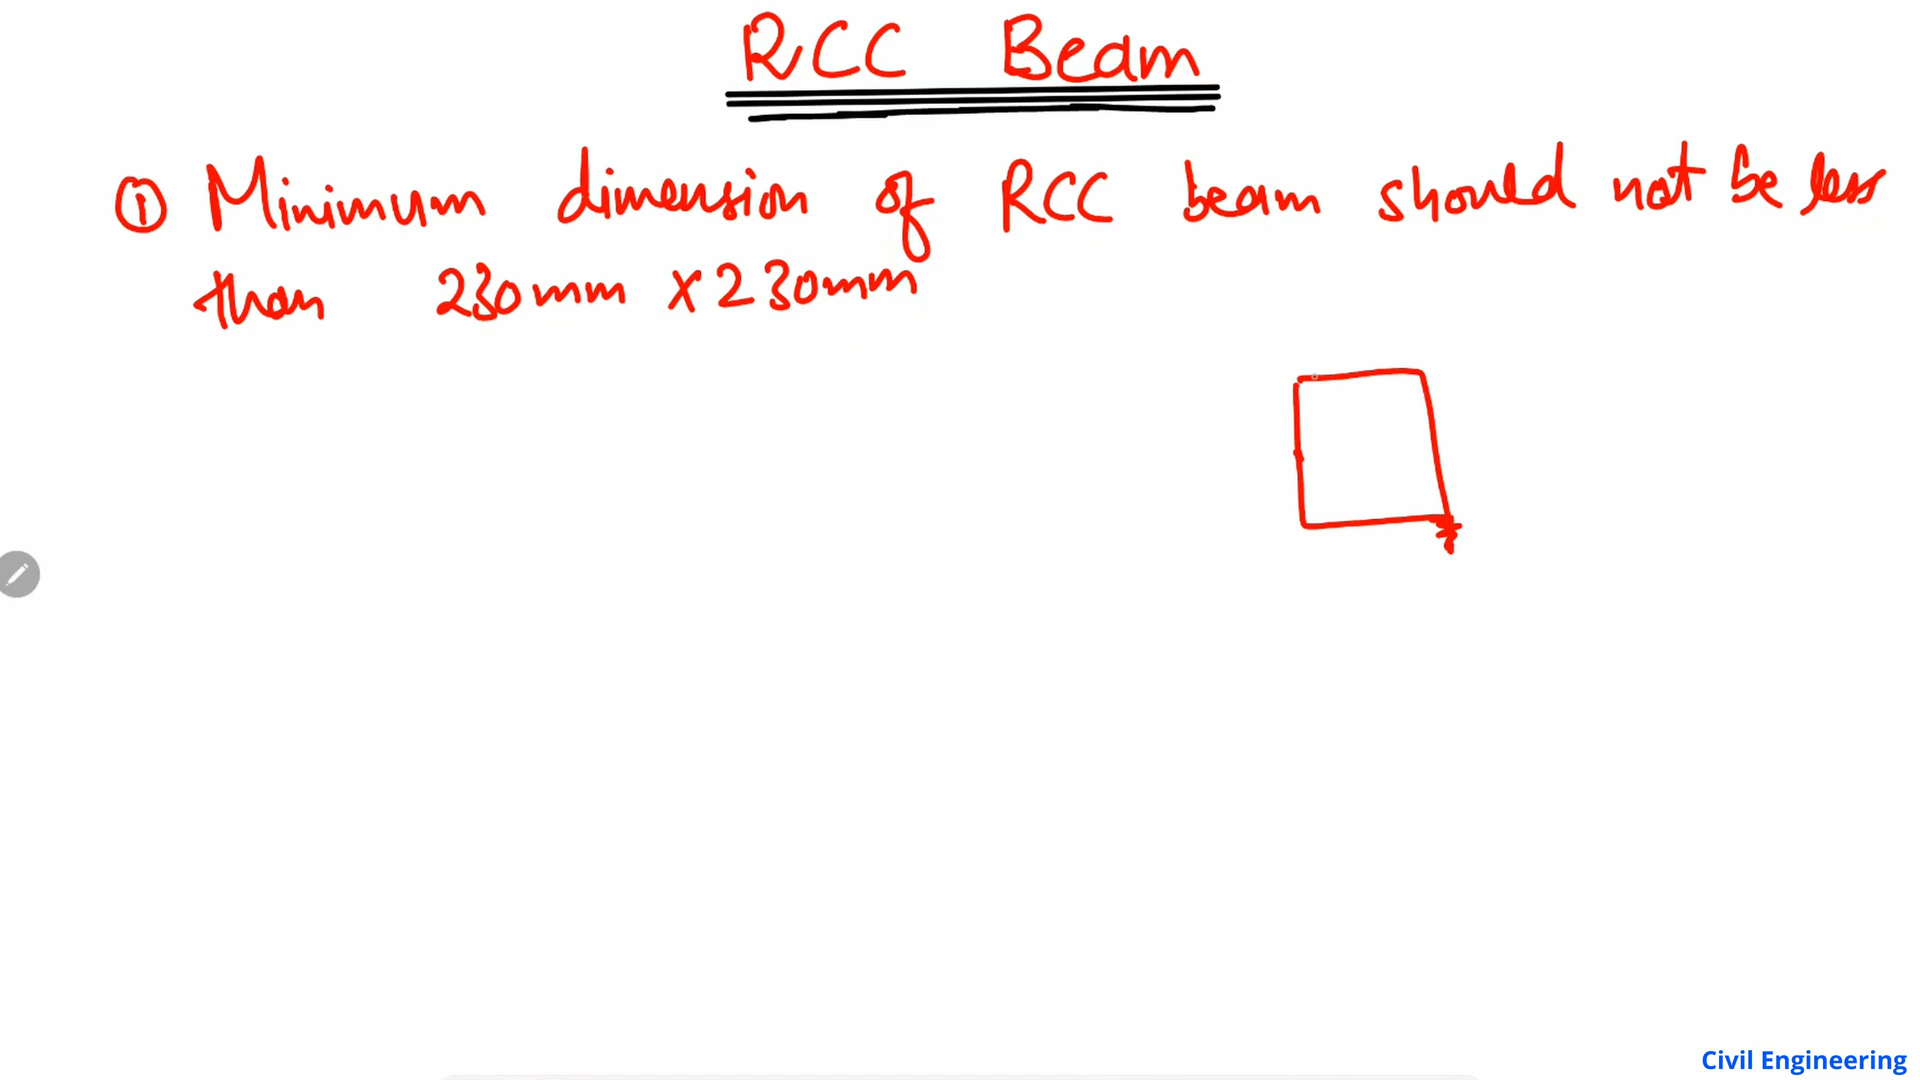 RCC Beam
① Minimum dimension of RCC beam should not be less
than 230mm x 230mm
Civil Engineering